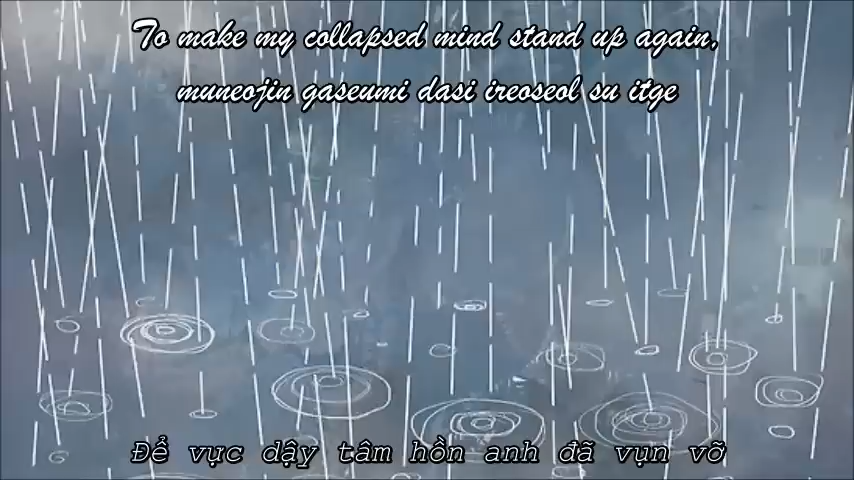 To make my collapsed mind stand up again,
muneojin gaseumi dasi ireoseol su itge
Để vực dậy tâm hồn anh đã vụn vỡ